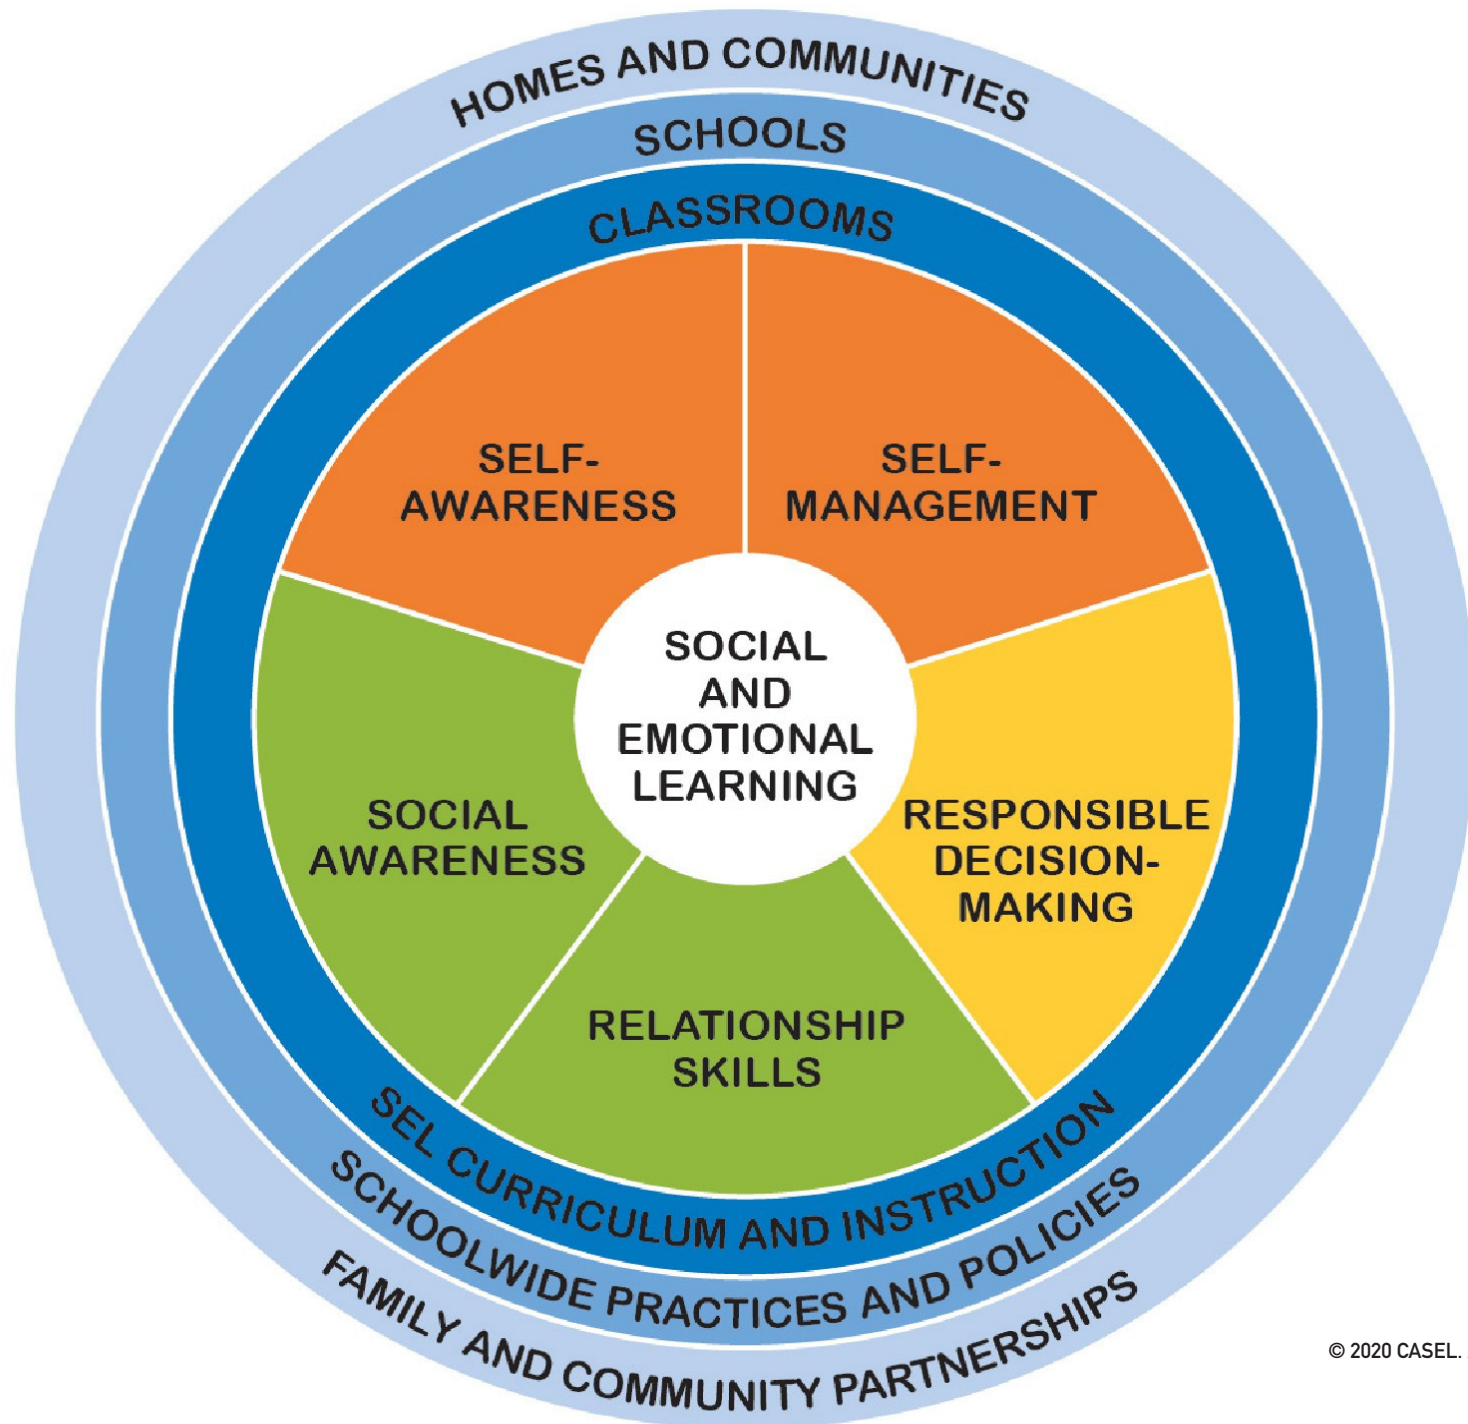 HOMES AND COMMUNITIES
SCHOOLS
CLASSROOMS
SELF-
AWARENESS
SELF-
MANAGEMENT
SOCIAL
AND
EMOTIONAL
LEARNING
SOCIAL
AWARENESS
RESPONSIBLE
DECISION-
MAKING
RELATIONSHIP
SKILLS
SEL CURRICULUM AND INSTRUCTION
SCHOOLWIDE PRACTICES AND POLICIES
FAMILY AND COMMUNITY PARTNERSHIPS
© 2020 CASEL.